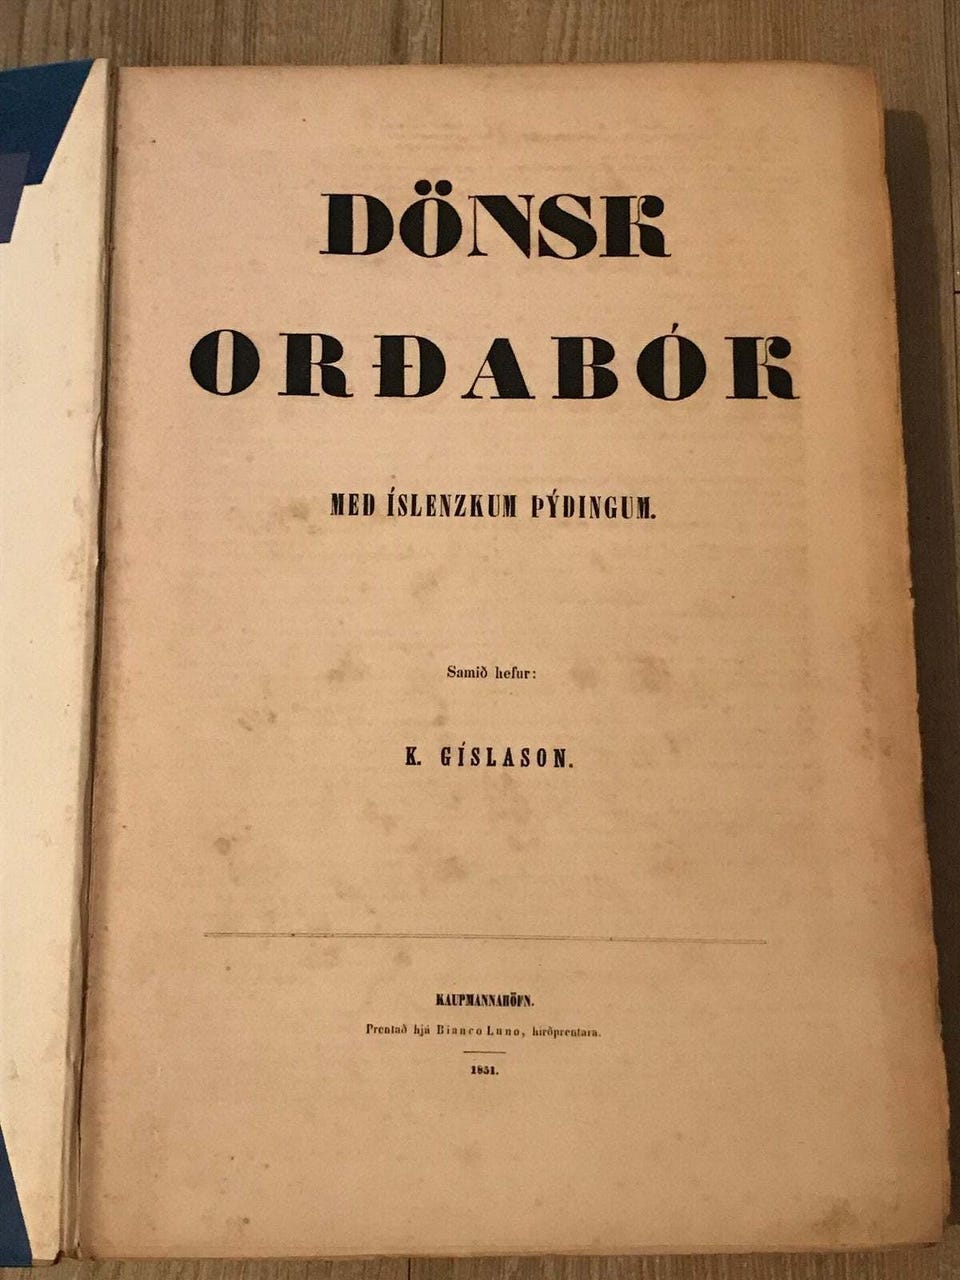 DÖNSK
ORÐABÓK
MED ÍSLENZKUM ÞÝDINGUM.
Samið hefur:
K. GÍSLASON.
KAUPMANNAHÖFN.
Prentað hjá Bianco Luno, hirðprentara.
1851.